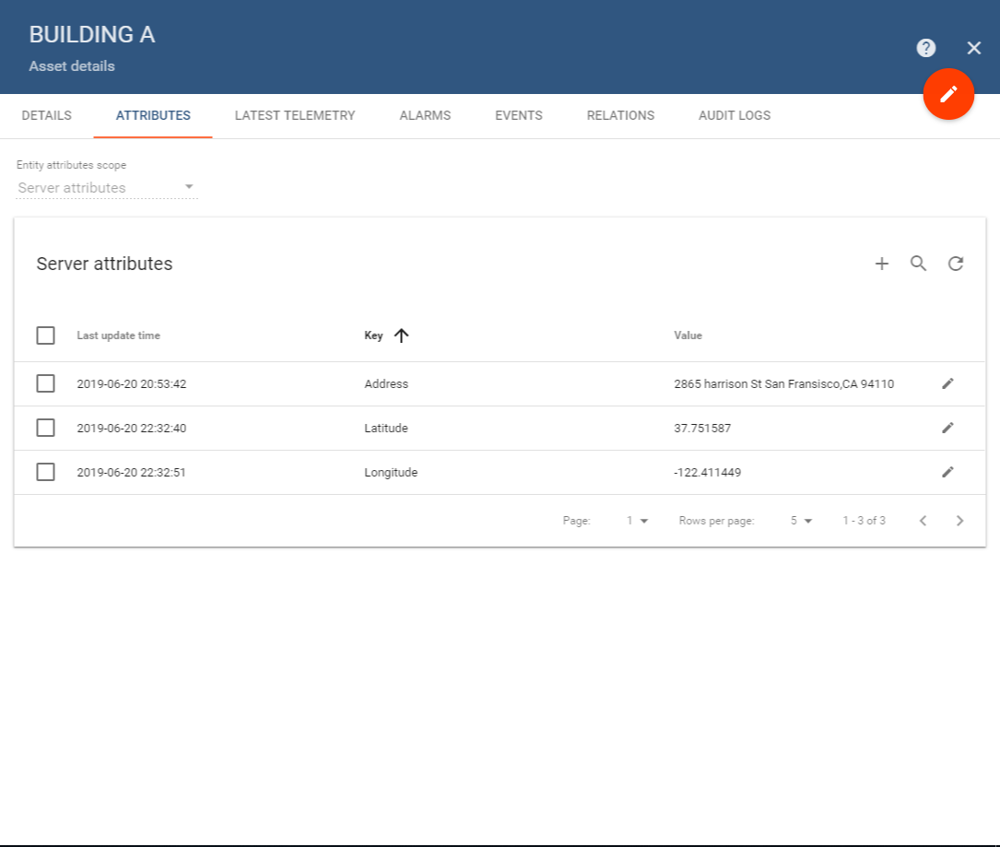 BUILDING A
Asset details
DETAILS ATTRIBUTES LATEST TELEMETRY ALARMS EVENTS RELATIONS AUDIT LOGS
Entity attributes scope
Server attributes
Server attributes
Last update time Key Value
2019-06-20 20:53:42 Address 2865 harrison St San Fransisco,CA 94110
2019-06-20 22:32:40 Latitude 37.751587
2019-06-20 22:32:51 Longitude -122.411449
Page: 1 Rows per page: 5 1 - 3 of 3